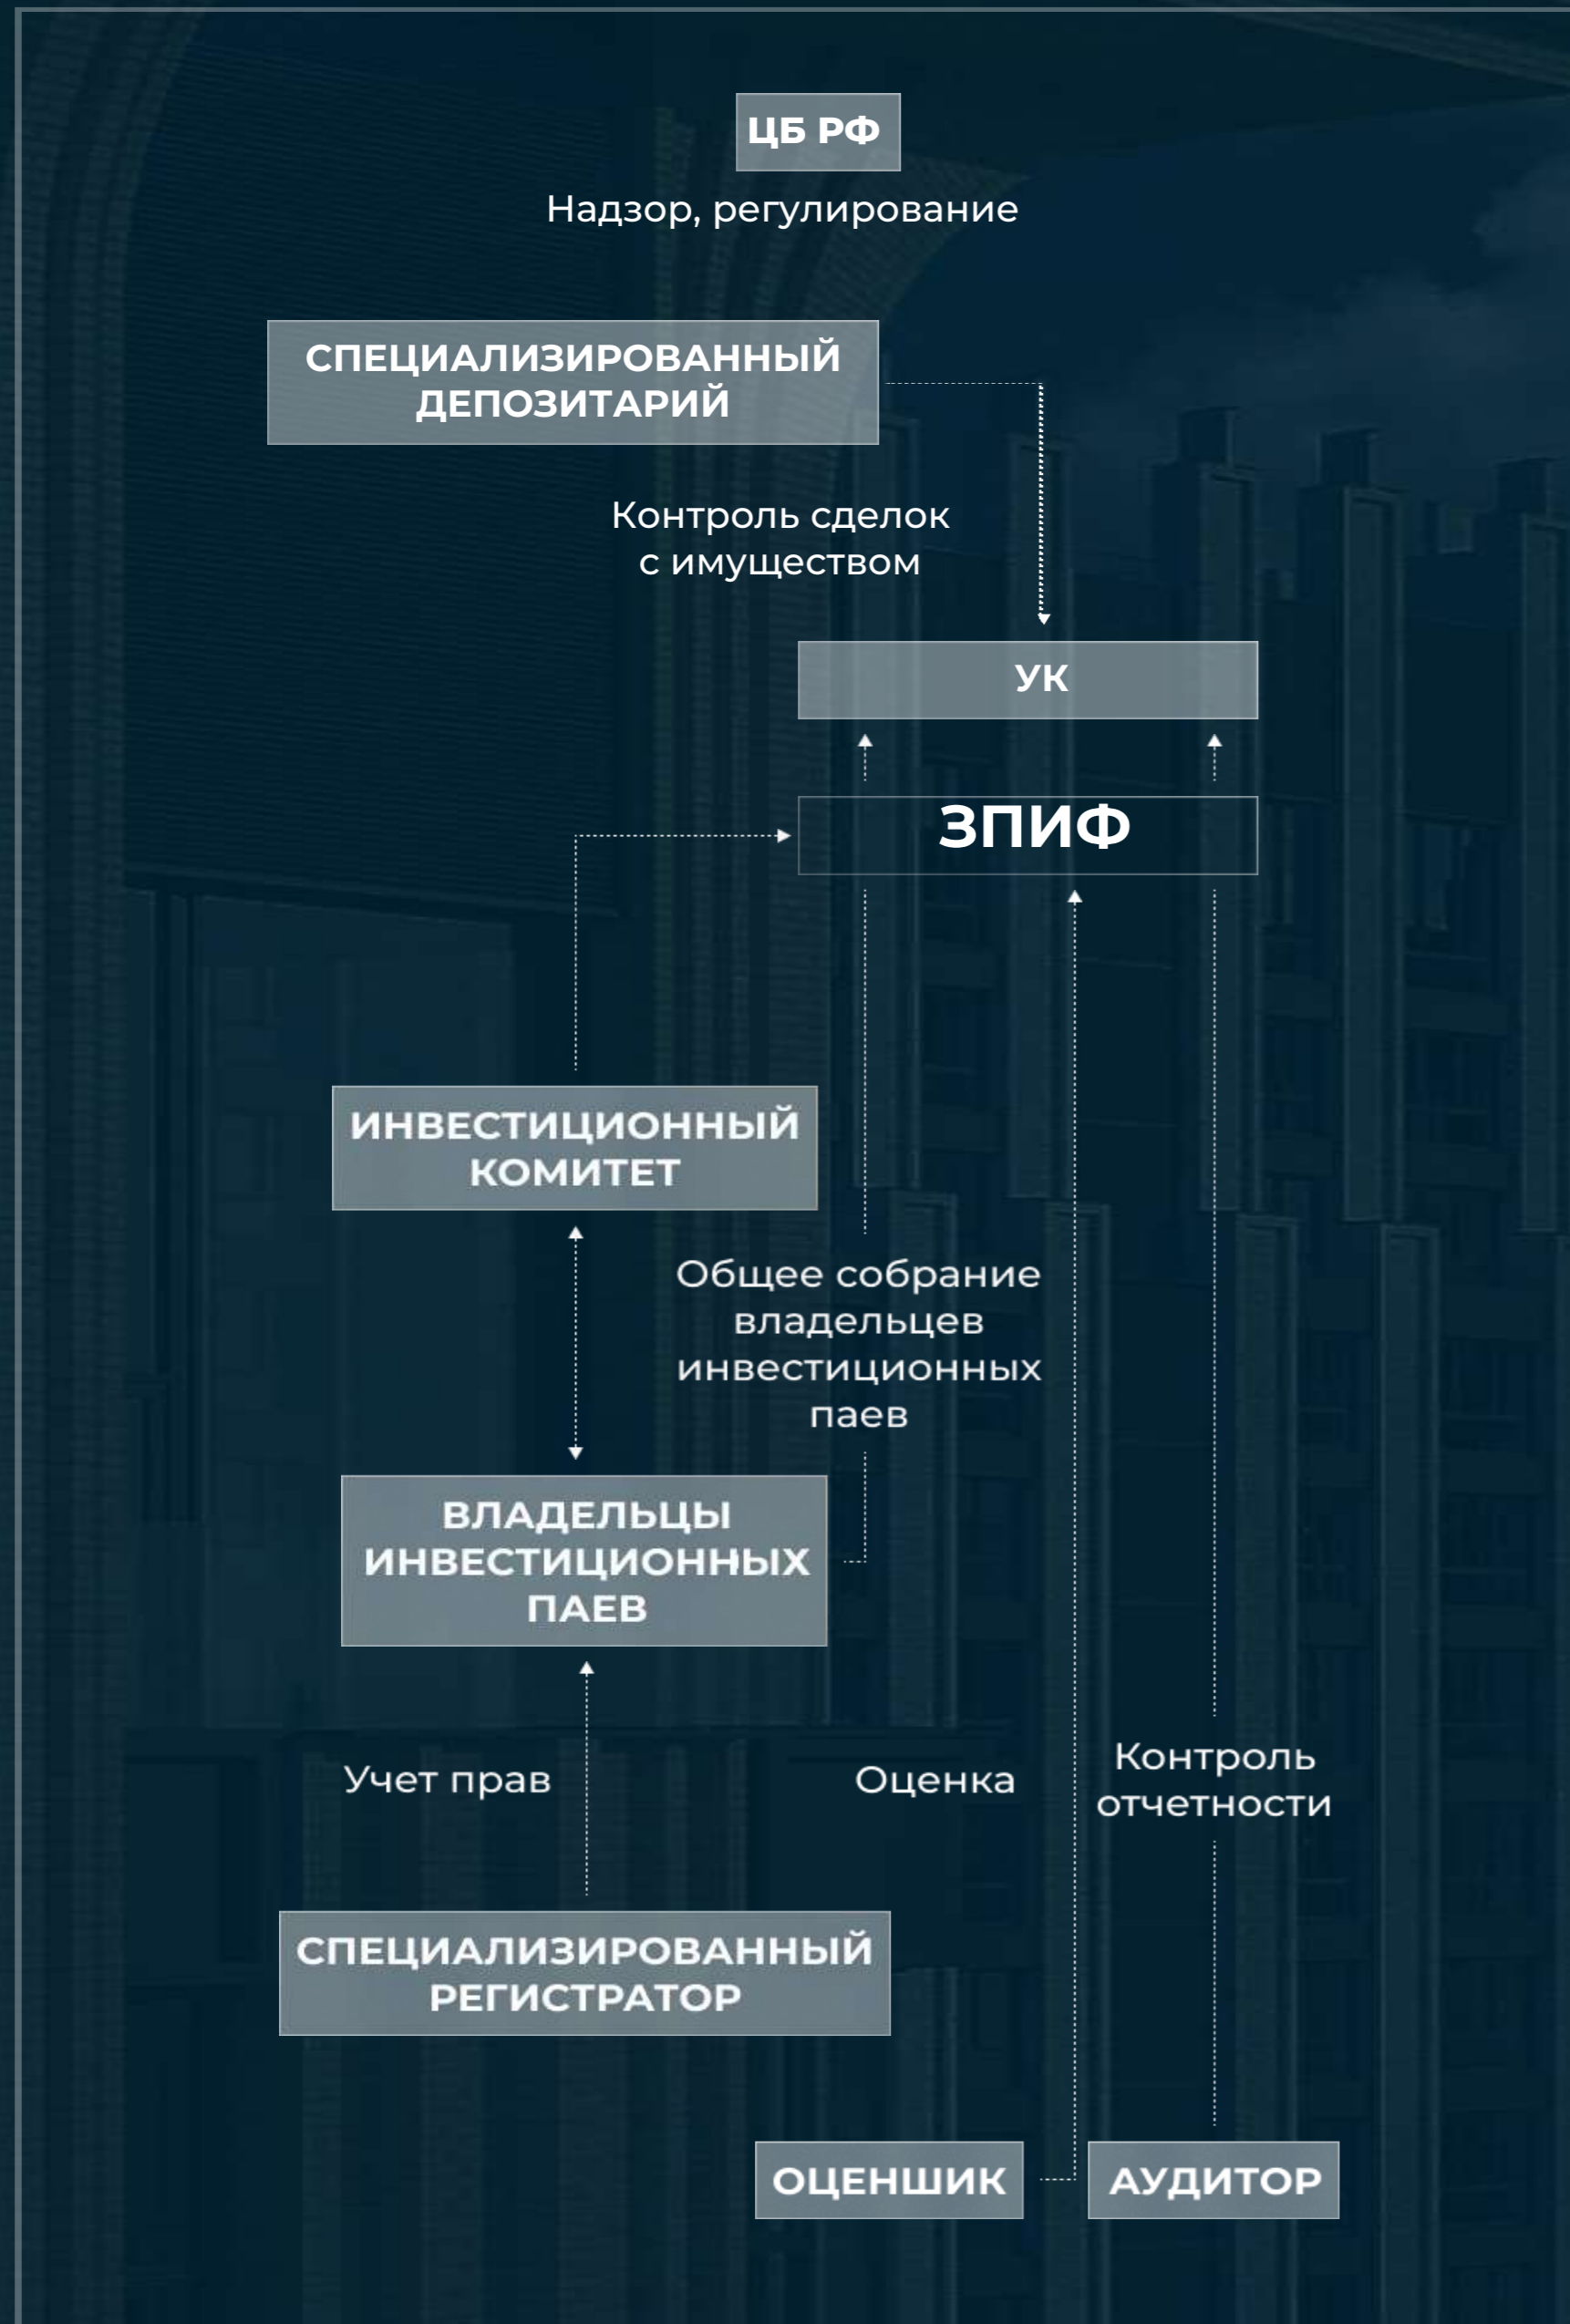 ЦБ РФ
Надзор, регулирование
СПЕЦИАЛИЗИРОВАННЫЙ
ДЕПОЗИТАРИЙ
Контроль сделок
с имуществом
УК
ЗПИФ
ИНВЕСТИЦИОННЫЙ
КОМИТЕТ
Общее собрание
владельцев
инвестиционных
паев
ВЛАДЕЛЬЦЫ
ИНВЕСТИЦИОННЫХ
ПАЕВ
Учет прав
Оценка
Контроль
отчетности
СПЕЦИАЛИЗИРОВАННЫЙ
РЕГИСТРАТОР
ОЦЕНШИК
АУДИТОР